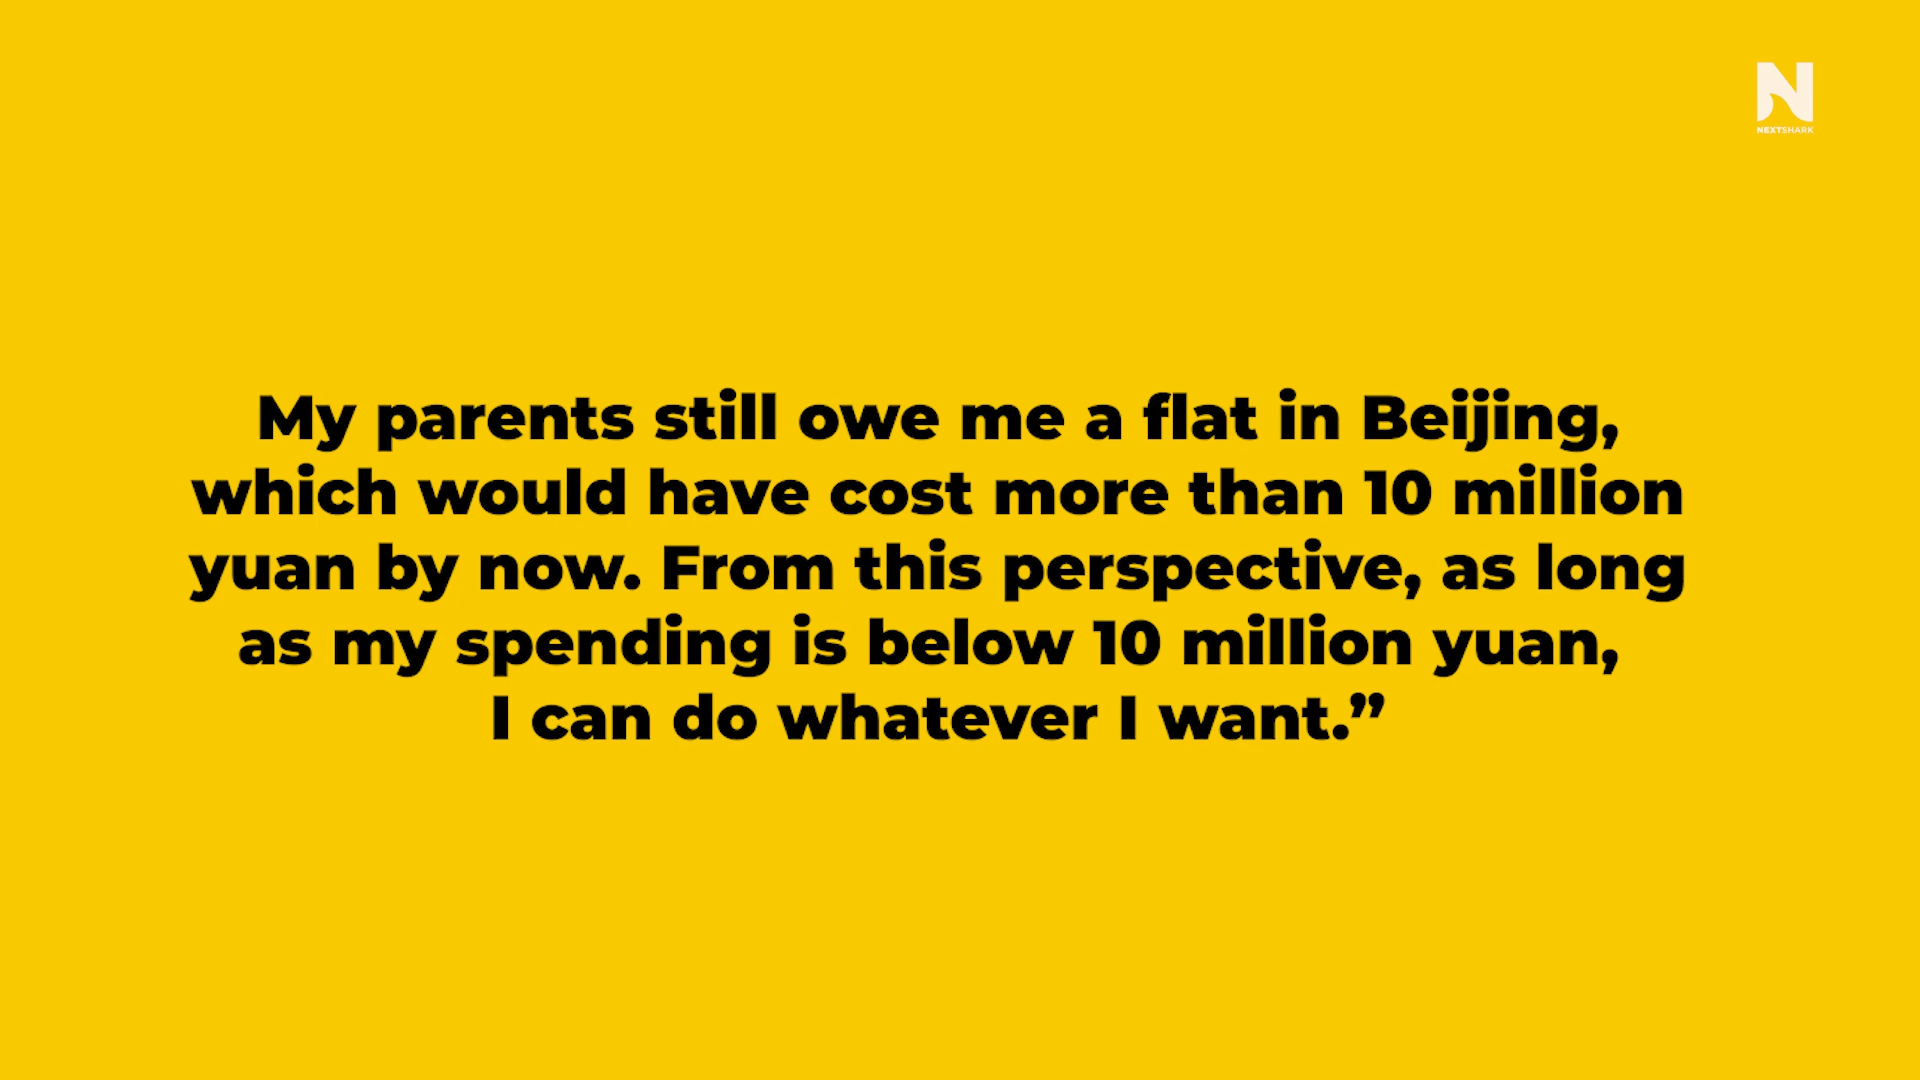 NEXTSHARK
My parents still owe me a flat in Beijing,
which would have cost more than 10 million
yuan by now. From this perspective, as long
as my spending is below 10 million yuan,
I can do whatever I want.”